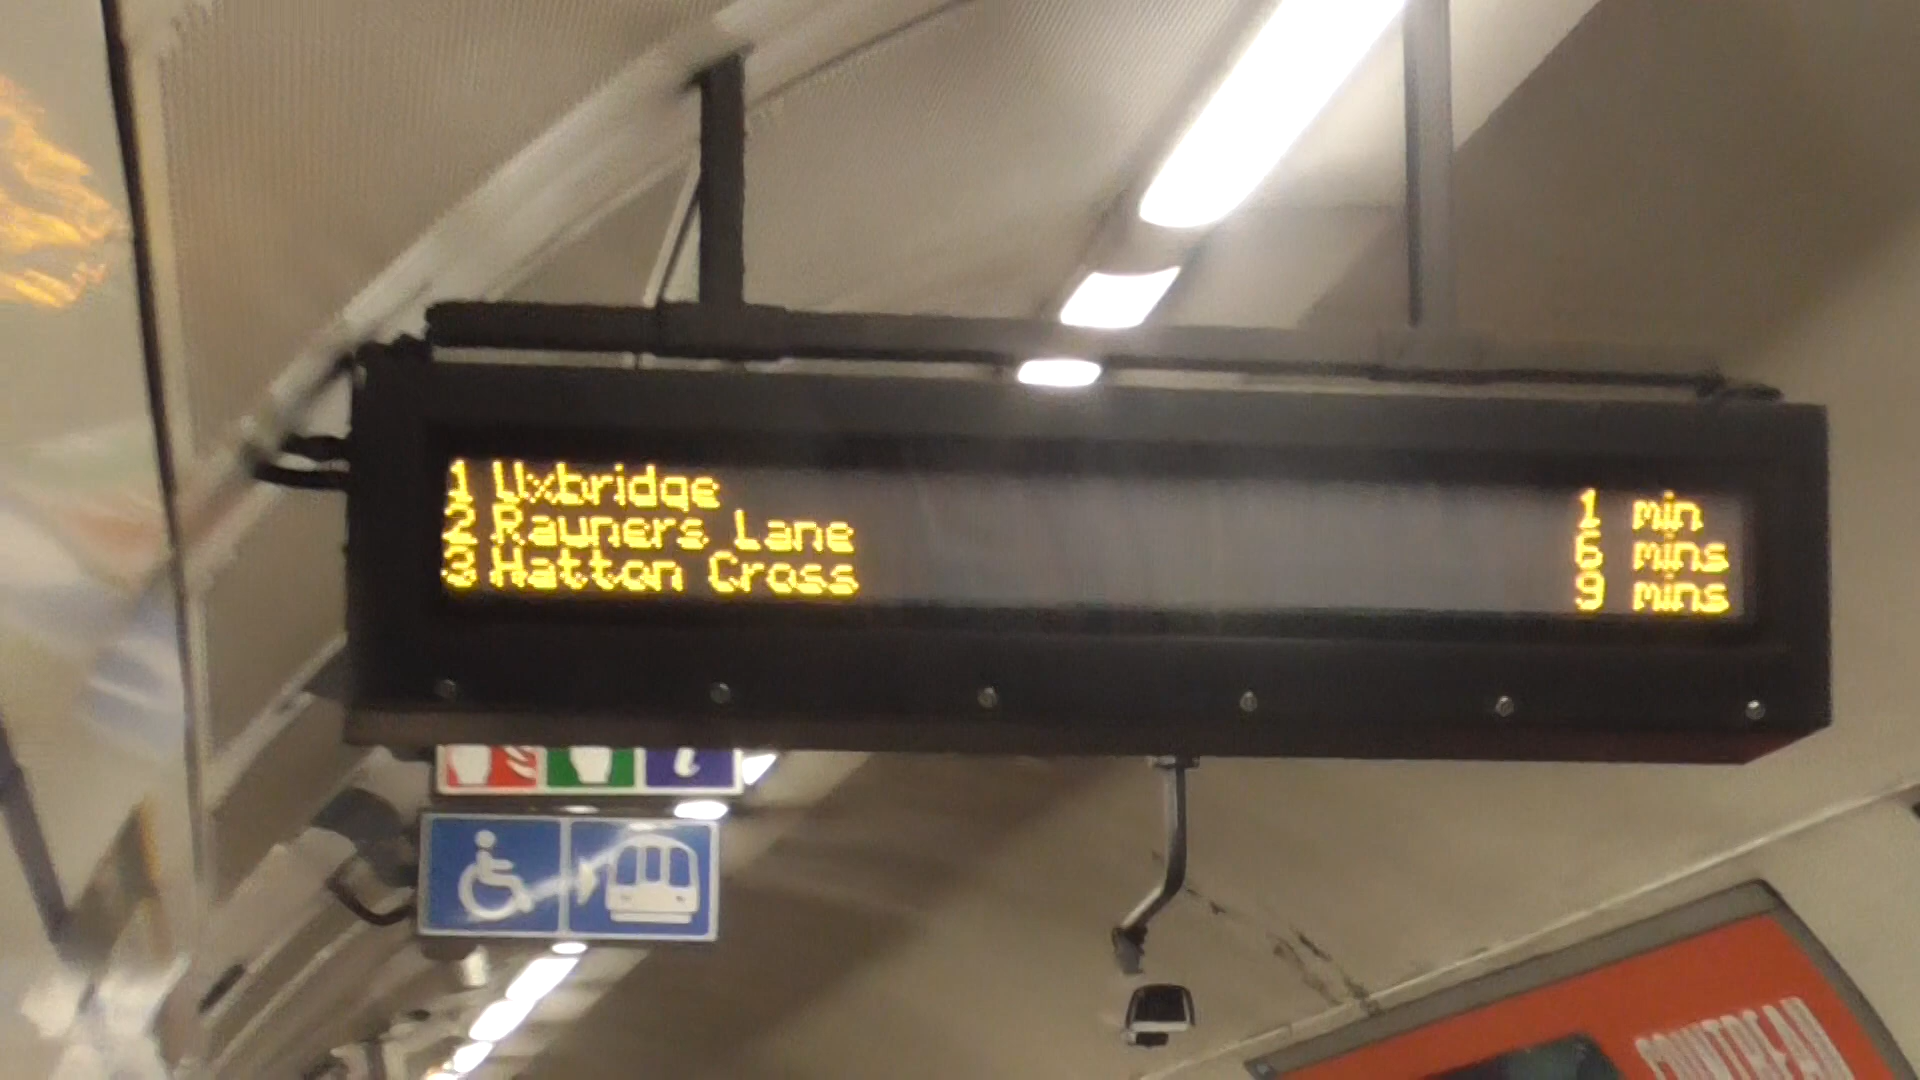 1 Uxbridge 1 min
2 Rayners Lane 6 mins
3 Hatton Cross 9 mins
i